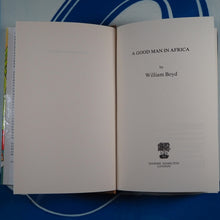 A GOOD MAN IN AFRICA
by
William Boyd
HAMISH HAMILTON
LONDON